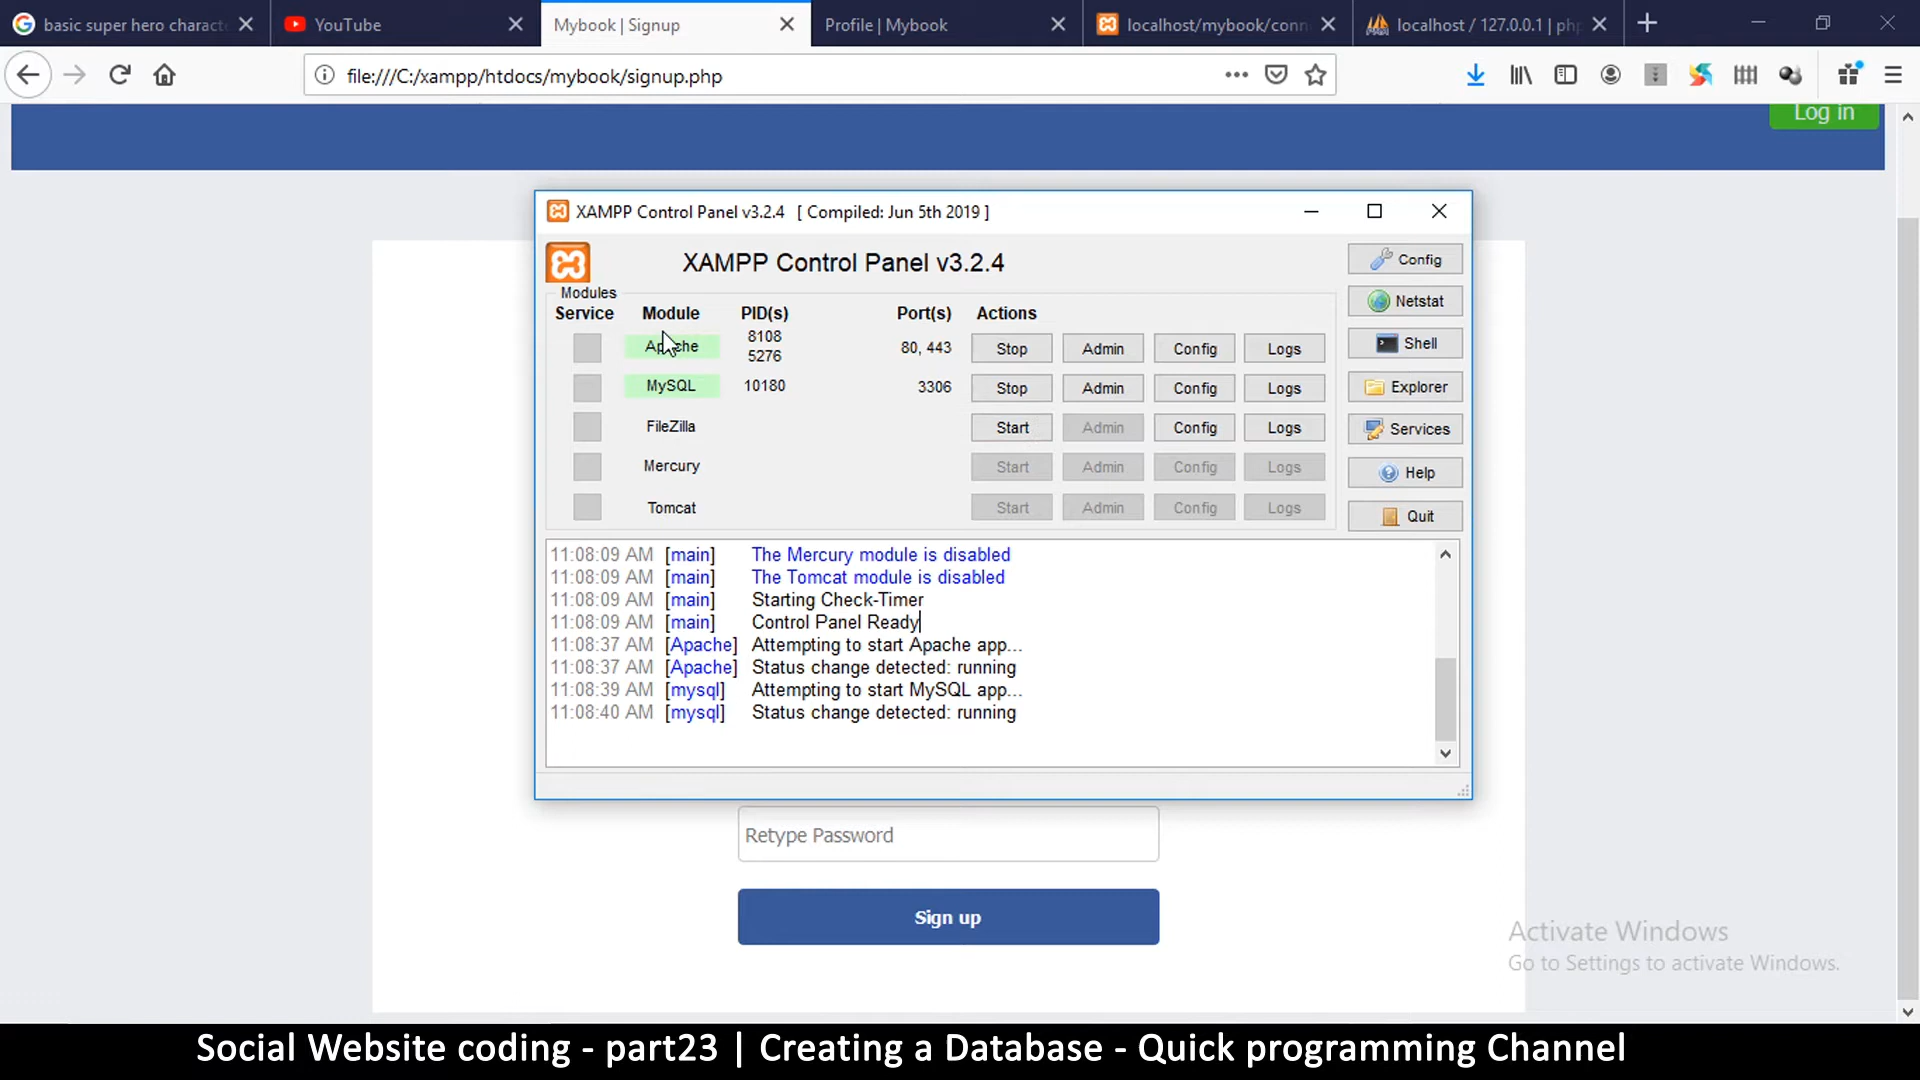 basic super hero charact
YouTube
Mybook | Signup
Profile | Mybook
localhost/mybook/conn
localhost / 127.0.0.1 | ph
file:///C:/xampp/htdocs/mybook/signup.php
Log in
XAMPP Control Panel v3.2.4 [ Compiled: Jun 5th 2019 ]
XAMPP Control Panel v3.2.4
Config
Modules
Netstat
Service Module PID(s) Port(s) Actions
Apache 8108 5276 80, 443 Stop Admin Config Logs
Shell
MySQL 10180 3306 Stop Admin Config Logs
Explorer
FileZilla Start Admin Config Logs
Services
Mercury Start Admin Config Logs
Help
Tomcat Start Admin Config Logs
Quit
11:08:09 AM [main] The Mercury module is disabled
11:08:09 AM [main] The Tomcat module is disabled
11:08:09 AM [main] Starting Check-Timer
11:08:09 AM [main] Control Panel Ready
11:08:37 AM [Apache] Attempting to start Apache app...
11:08:37 AM [Apache] Status change detected: running
11:08:39 AM [mysql] Attempting to start MySQL app...
11:08:40 AM [mysql] Status change detected: running
Retype Password
Sign up
Activate Windows
Go to Settings to activate Windows.
Social Website coding - part23 | Creating a Database - Quick programming Channel